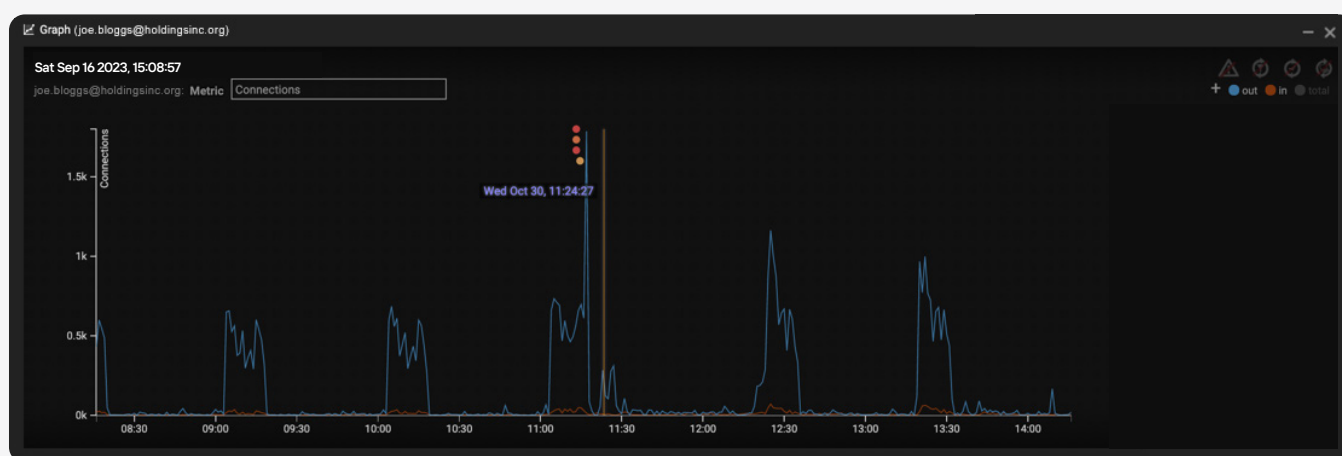 Graph (joe.bloggs@holdingsinc.org)
Sat Sep 16 2023, 15:08:57
joe.bloggs@holdingsinc.org: Metric Connections
+ out in total
Connections
1.5k
Wed Oct 30, 11:24:27
1k
0.5k
0k
08:30 09:00 09:30 10:00 10:30 11:00 11:30 12:00 12:30 13:00 13:30 14:00